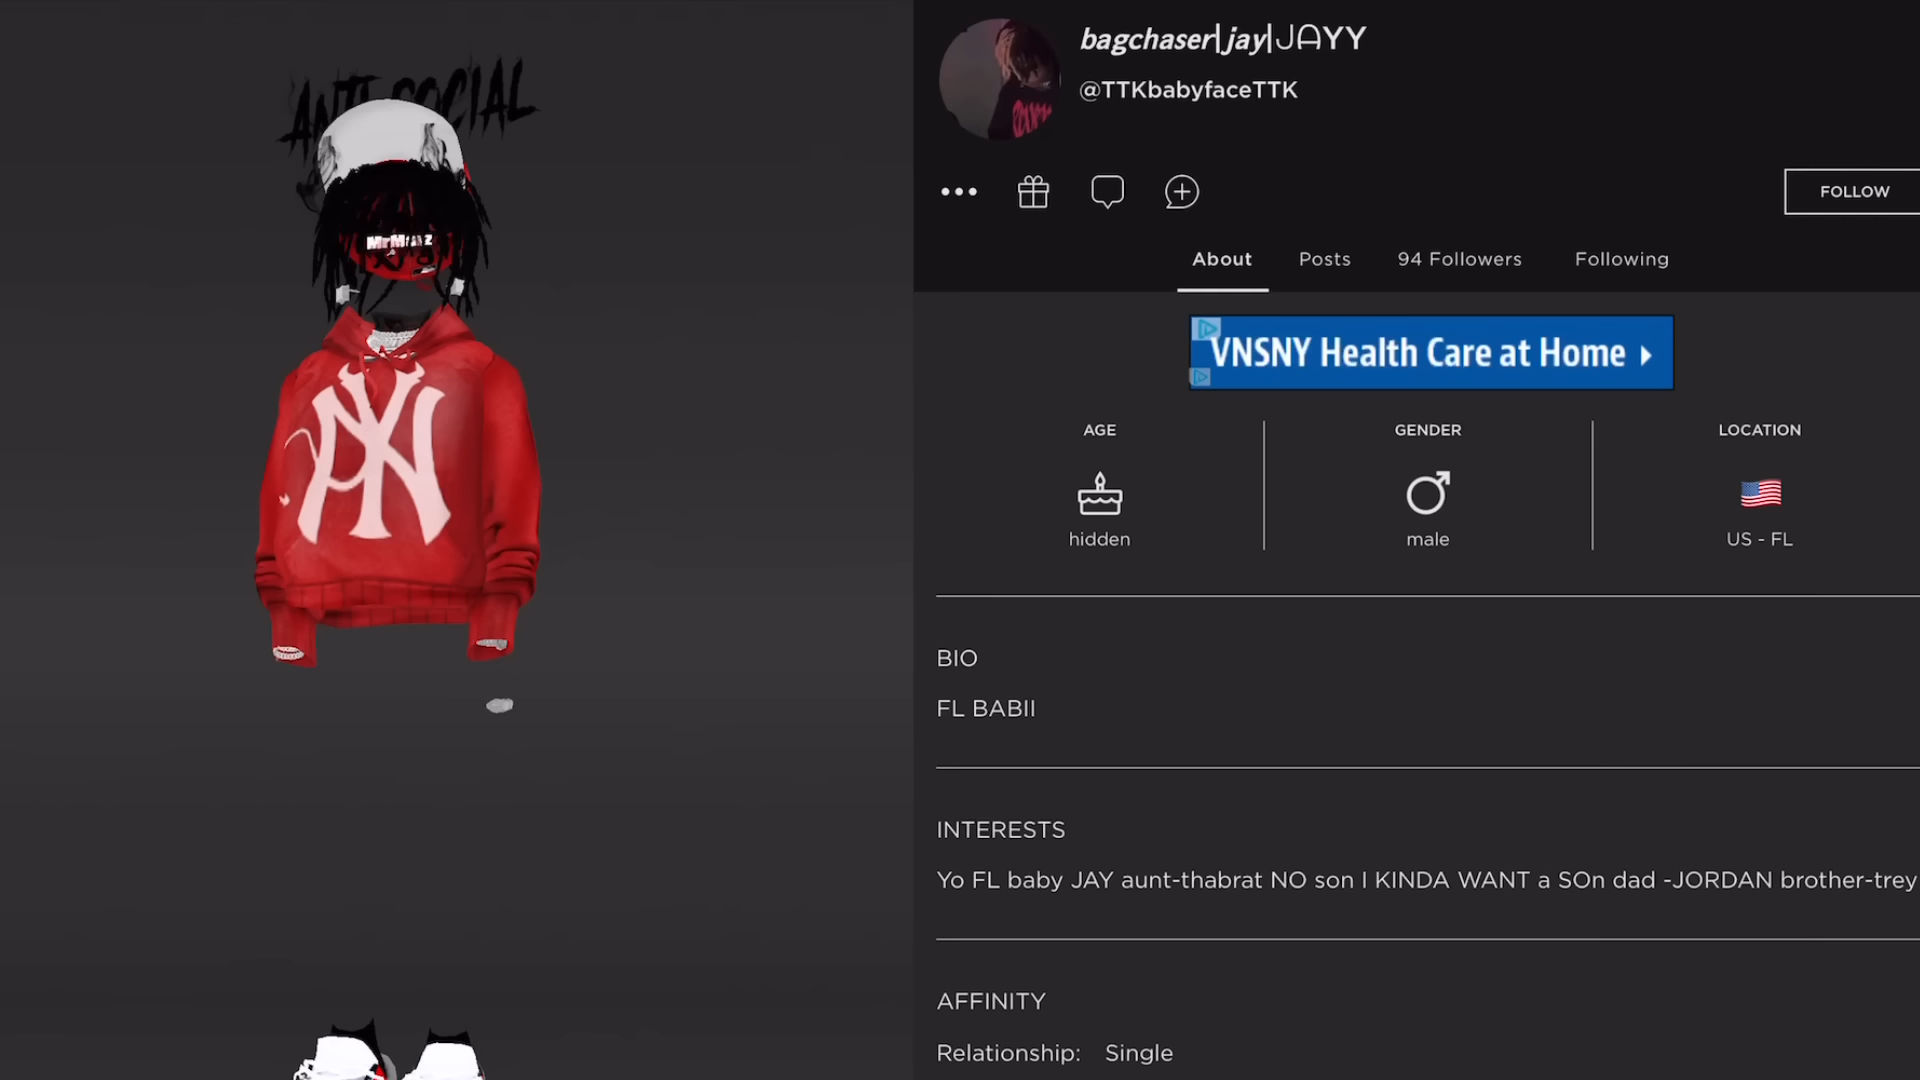 ANTI SOCIAL
NY
bagchaser|jay|JAYY
@TTKbabyfaceTTK
FOLLOW
About Posts 94 Followers Following
VNSNY Health Care at Home
AGE GENDER LOCATION
hidden male US - FL
BIO
FL BABII
INTERESTS
Yo FL baby JAY aunt-thabrat NO son I KINDA WANT a SOn dad -JORDAN brother-trey
AFFINITY
Relationship: Single